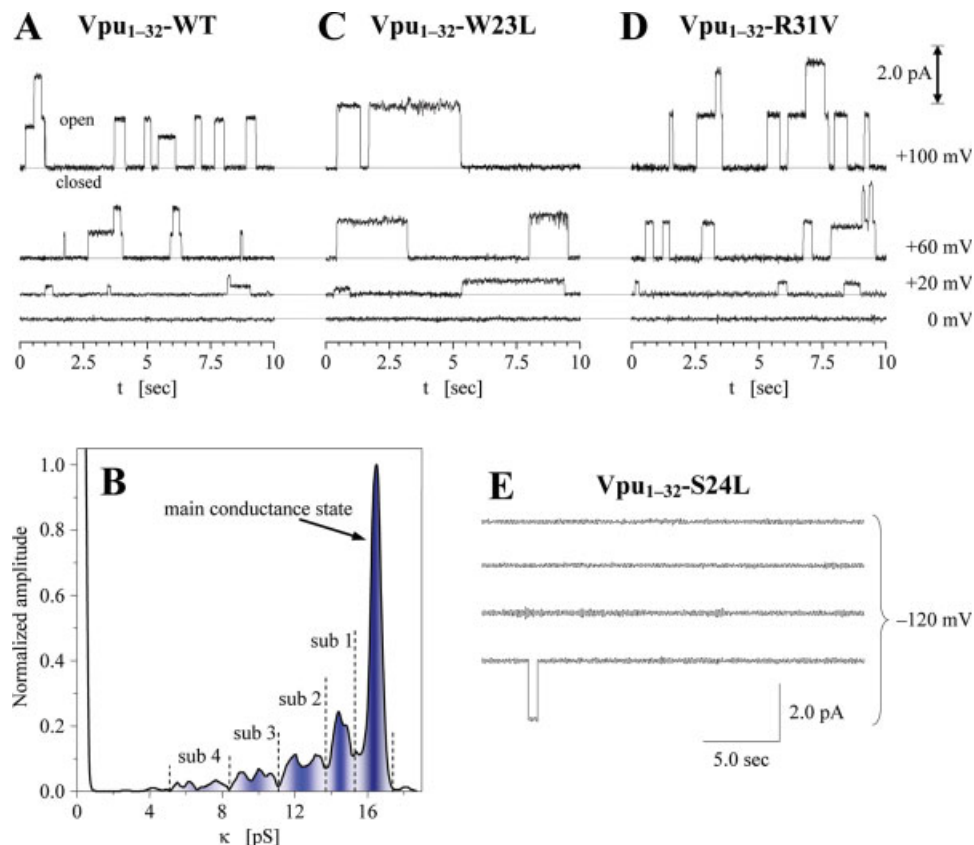 A Vpu1–32-WT
C Vpu1–32-W23L
D Vpu1–32-R31V
2.0 pA
open
closed
+100 mV
+60 mV
+20 mV
0 mV
0 2.5 5.0 7.5 10
t [sec]
0 2.5 5.0 7.5 10
t [sec]
0 2.5 5.0 7.5 10
t [sec]
B
main conductance state
sub 1
sub 2
sub 3
sub 4
Normalized amplitude
1.0
0.8
0.6
0.4
0.2
0.0
0 4 8 12 16
κ [pS]
E Vpu1–32-S24L
–120 mV
2.0 pA
5.0 sec